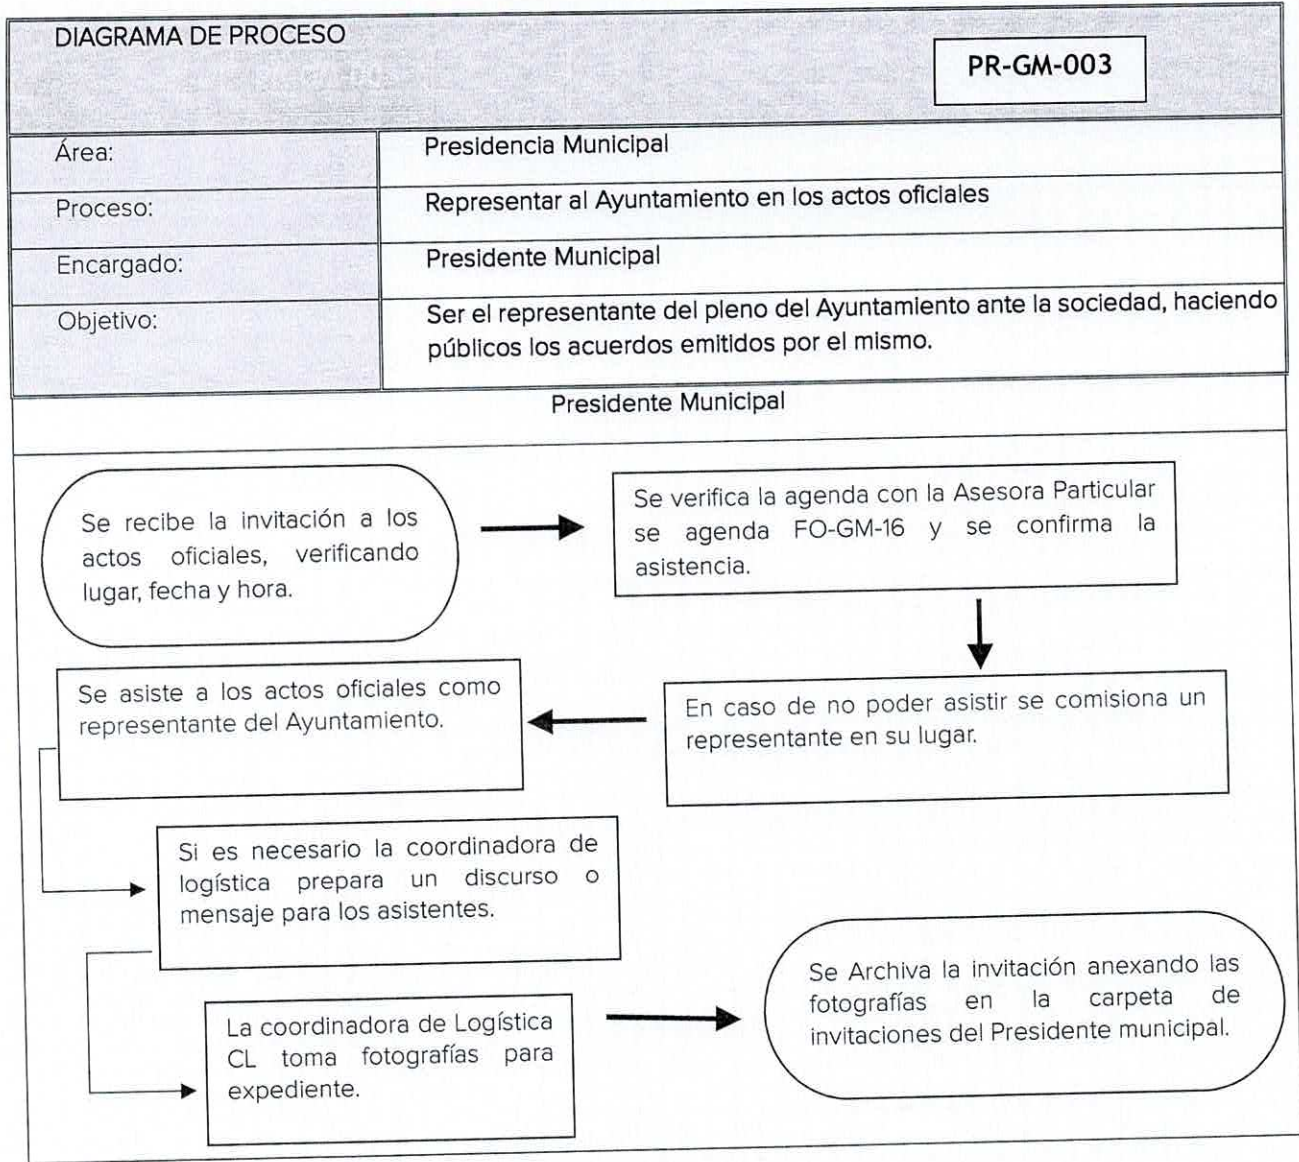 DIAGRAMA DE PROCESO
PR-GM-003
Área:
Presidencia Municipal
Proceso:
Representar al Ayuntamiento en los actos oficiales
Encargado:
Presidente Municipal
Objetivo:
Ser el representante del pleno del Ayuntamiento ante la sociedad, haciendo
públicos los acuerdos emitidos por el mismo.
Presidente Municipal
Se recibe la invitación a los
actos oficiales, verificando
lugar, fecha y hora.
Se verifica la agenda con la Asesora Particular
se agenda FO-GM-16 y se confirma la
asistencia.
En caso de no poder asistir se comisiona un
representante en su lugar.
Se asiste a los actos oficiales como
representante del Ayuntamiento.
Si es necesario la coordinadora de
logística prepara un discurso o
mensaje para los asistentes.
La coordinadora de Logística
CL toma fotografías para
expediente.
Se Archiva la invitación anexando las
fotografías en la carpeta de
invitaciones del Presidente municipal.